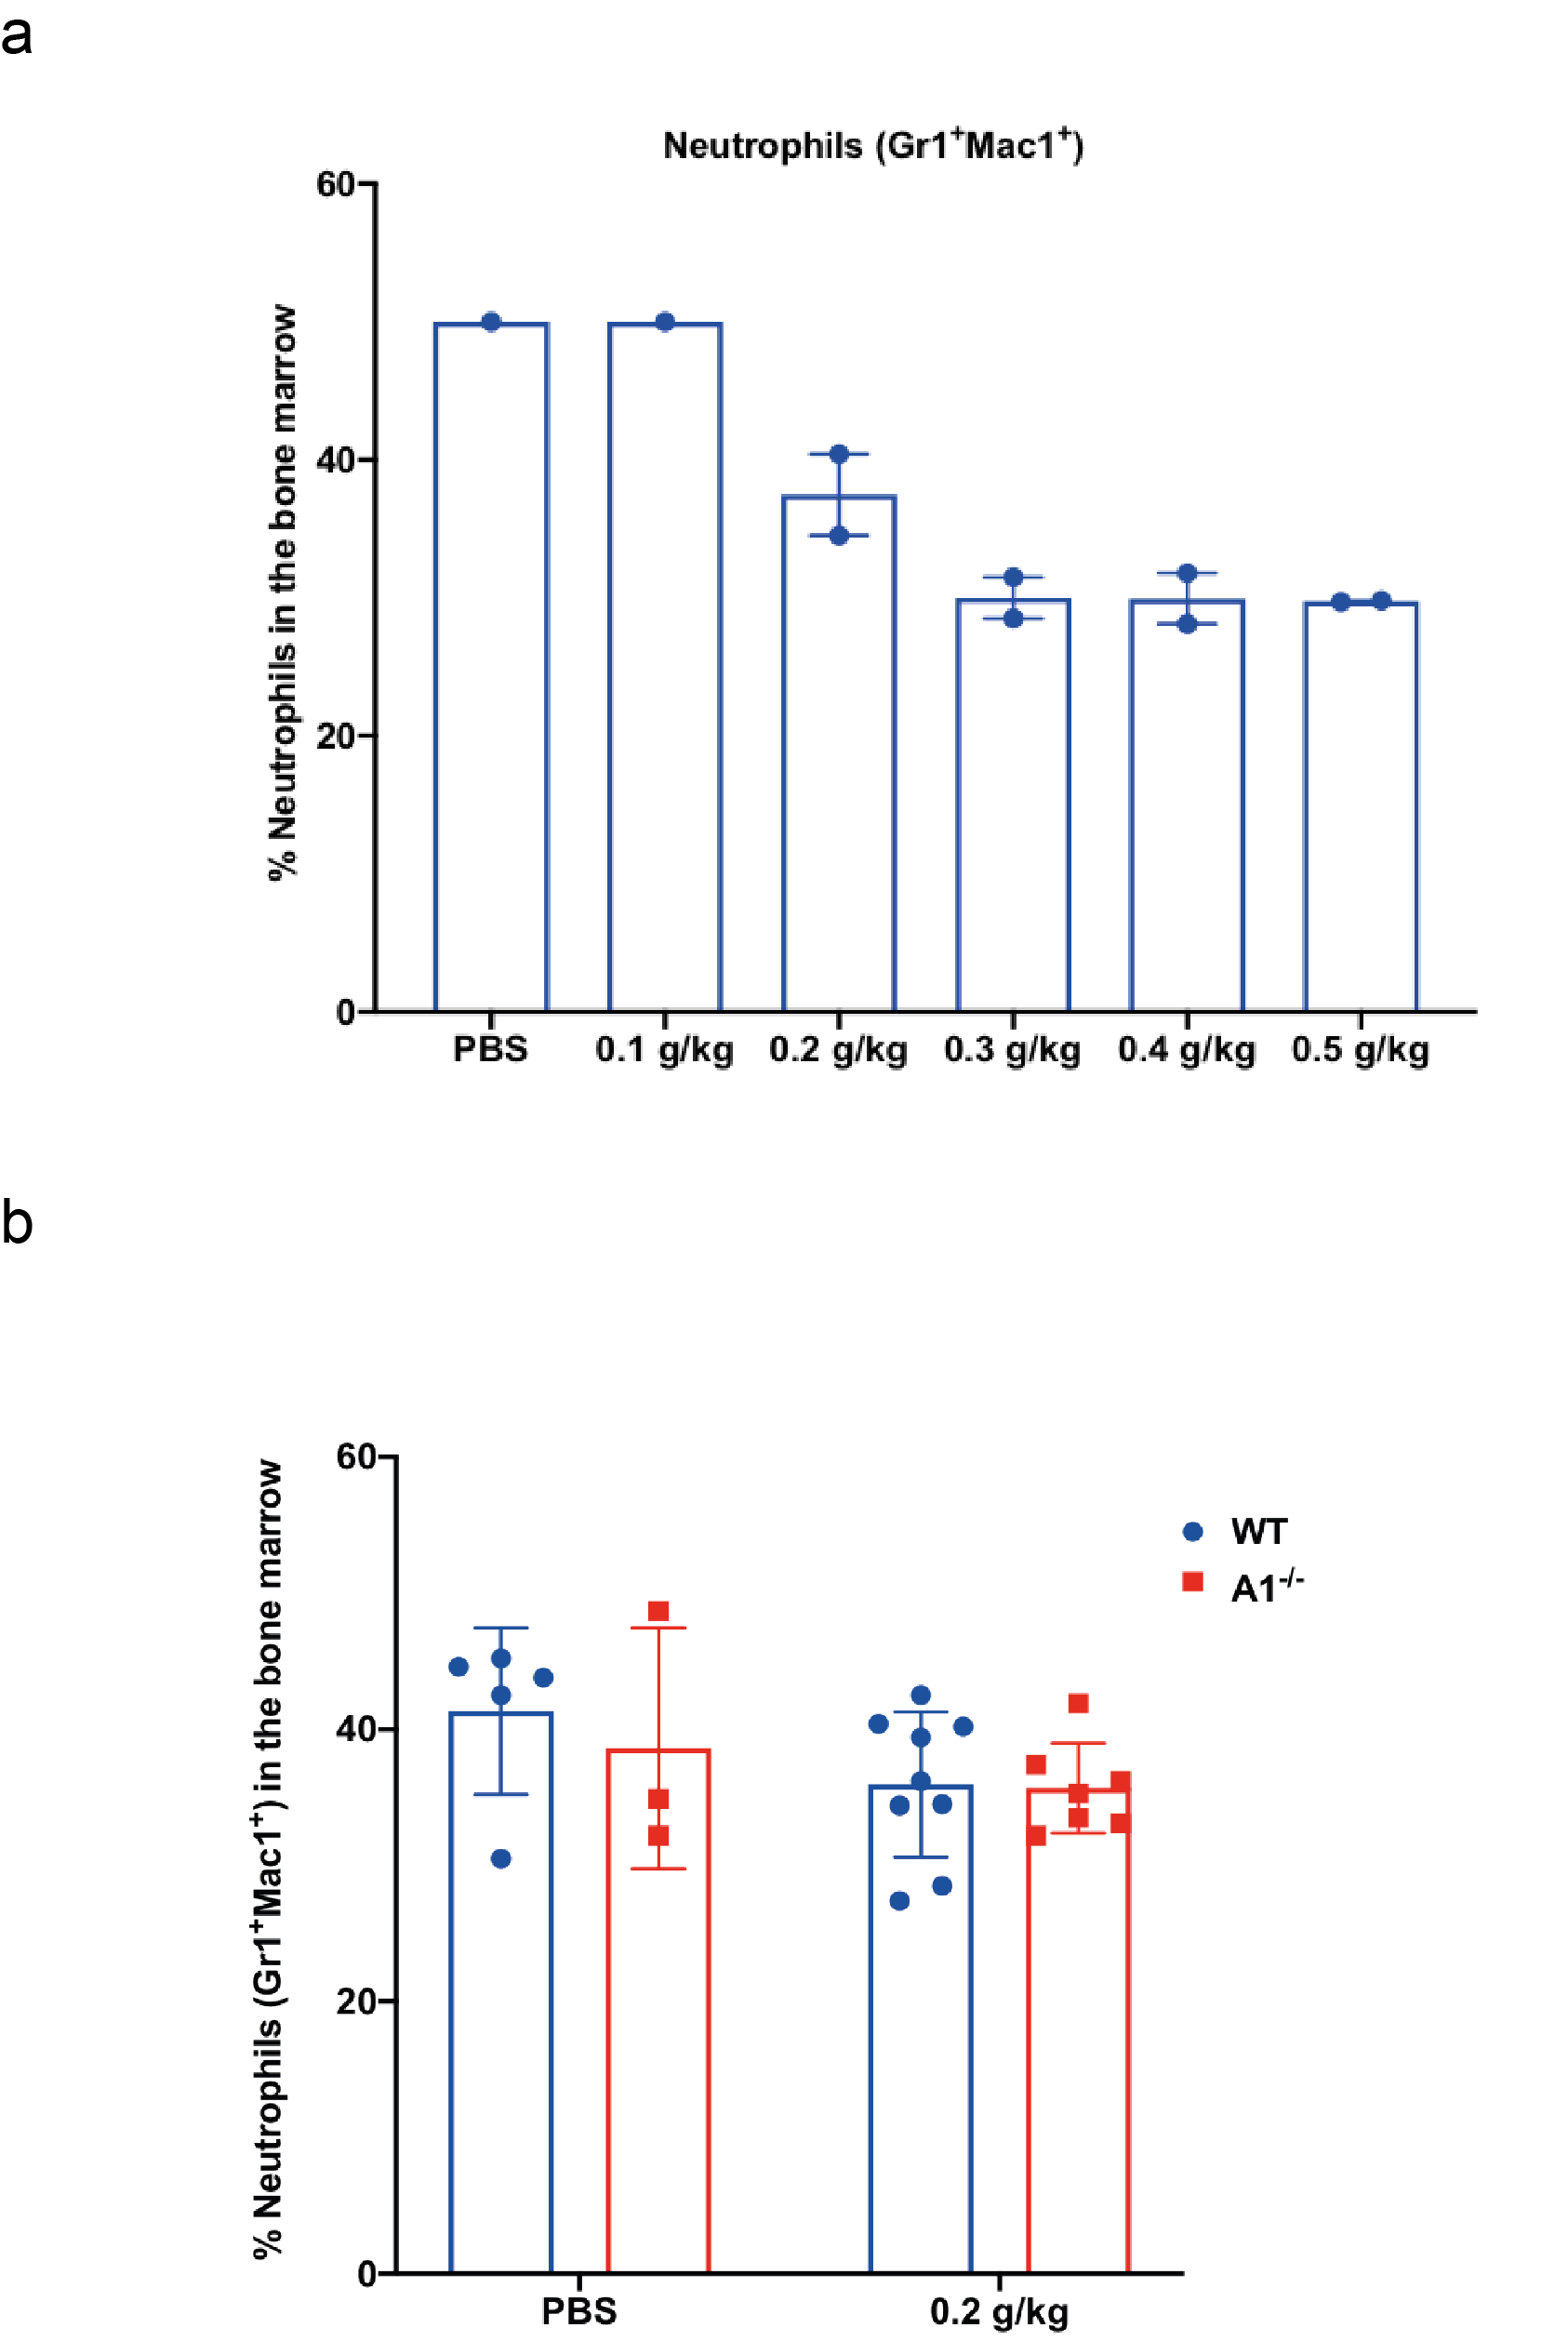 a
Neutrophils (Gr1⁺Mac1⁺)
% Neutrophils in the bone marrow
60
40
20
0
PBS 0.1 g/kg 0.2 g/kg 0.3 g/kg 0.4 g/kg 0.5 g/kg
b
% Neutrophils (Gr1⁺Mac1⁺) in the bone marrow
60
40
20
0
WT
A1⁻/⁻
PBS 0.2 g/kg